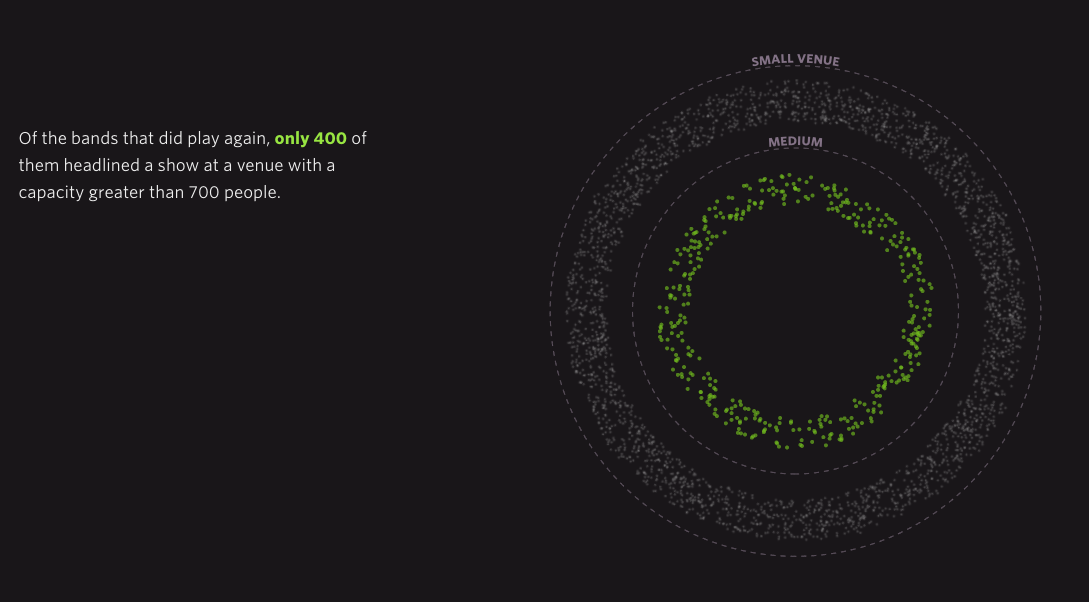 Of the bands that did play again, only 400 of
them headlined a show at a venue with a
capacity greater than 700 people.
SMALL VENUE
MEDIUM